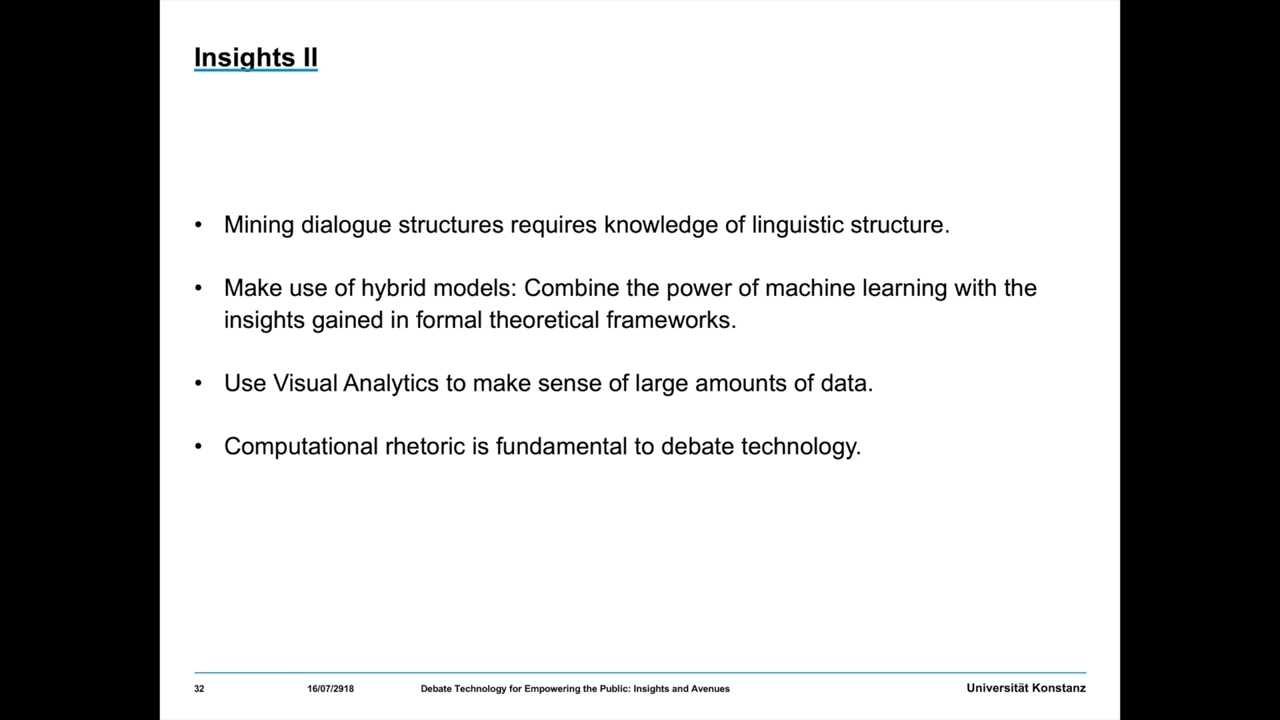 Insights II
• Mining dialogue structures requires knowledge of linguistic structure.
• Make use of hybrid models: Combine the power of machine learning with the
insights gained in formal theoretical frameworks.
• Use Visual Analytics to make sense of large amounts of data.
• Computational rhetoric is fundamental to debate technology.
32 16/07/2918 Debate Technology for Empowering the Public: Insights and Avenues Universität Konstanz